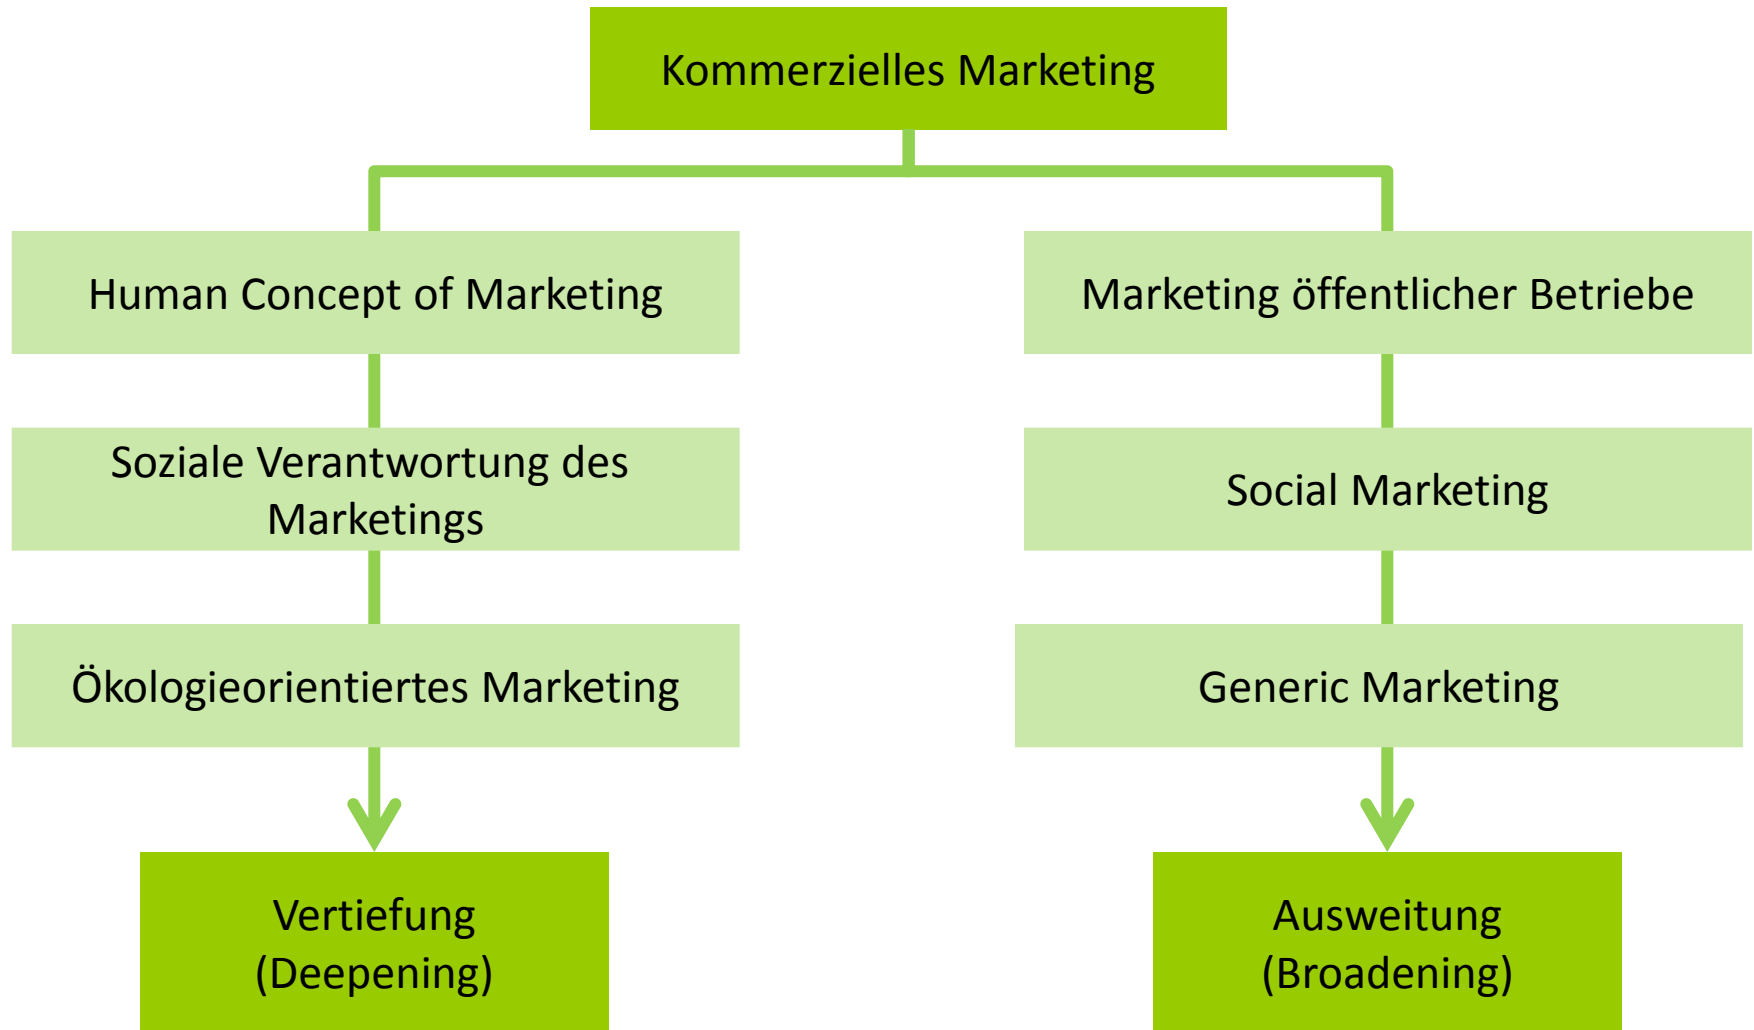 Kommerzielles Marketing
Human Concept of Marketing
Soziale Verantwortung des
Marketings
Ökologieorientiertes Marketing
Vertiefung
(Deepening)
Marketing öffentlicher Betriebe
Social Marketing
Generic Marketing
Ausweitung
(Broadening)